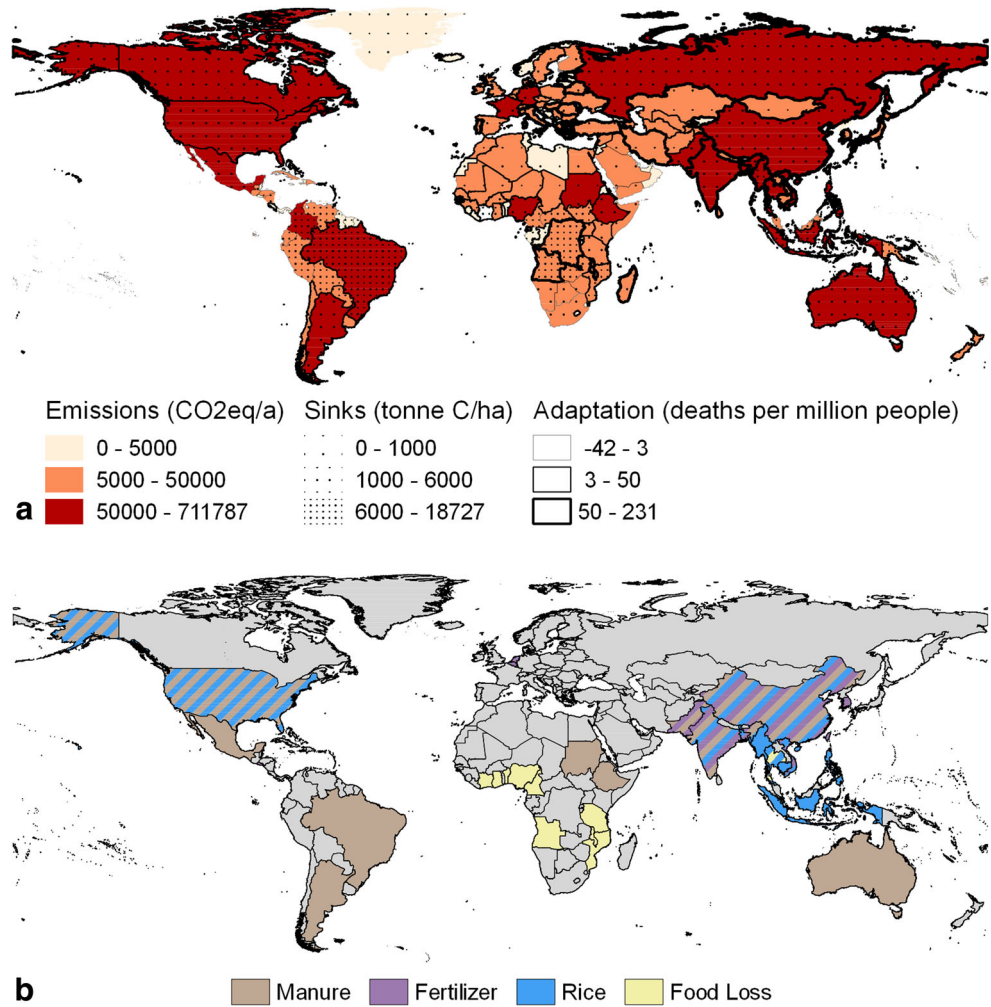 a
Emissions (CO2eq/a)
0 - 5000
5000 - 50000
50000 - 711787
Sinks (tonne C/ha)
0 - 1000
1000 - 6000
6000 - 18727
Adaptation (deaths per million people)
-42 - 3
3 - 50
50 - 231
b
Manure
Fertilizer
Rice
Food Loss